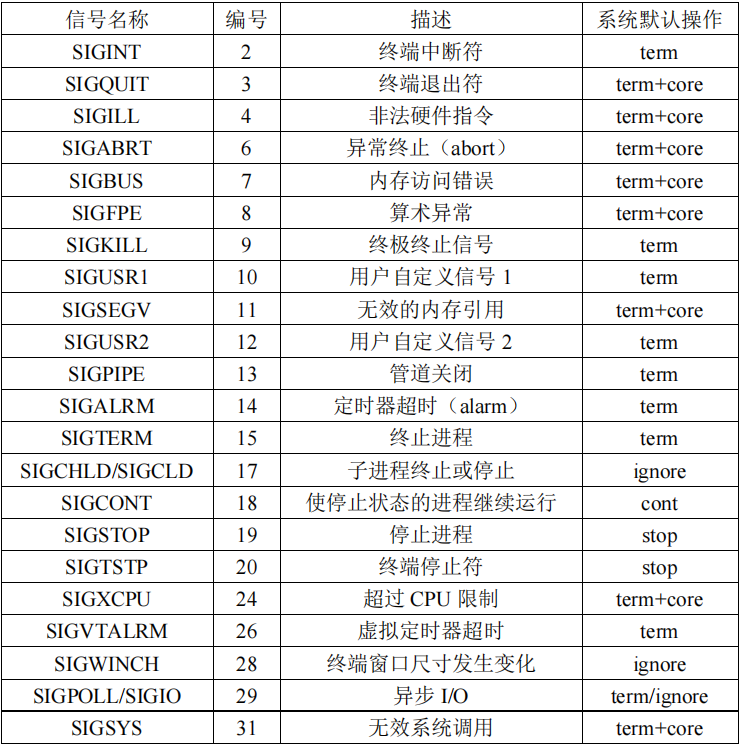 信号名称 编号 描述 系统默认操作
SIGINT 2 终端中断符 term
SIGQUIT 3 终端退出符 term+core
SIGILL 4 非法硬件指令 term+core
SIGABRT 6 异常终止（abort） term+core
SIGBUS 7 内存访问错误 term+core
SIGFPE 8 算术异常 term+core
SIGKILL 9 终极终止信号 term
SIGUSR1 10 用户自定义信号 1 term
SIGSEGV 11 无效的内存引用 term+core
SIGUSR2 12 用户自定义信号 2 term
SIGPIPE 13 管道关闭 term
SIGALRM 14 定时器超时（alarm） term
SIGTERM 15 终止进程 term
SIGCHLD/SIGCLD 17 子进程终止或停止 ignore
SIGCONT 18 使停止状态的进程继续运行 cont
SIGSTOP 19 停止进程 stop
SIGTSTP 20 终端停止符 stop
SIGXCPU 24 超过 CPU 限制 term+core
SIGVTALRM 26 虚拟定时器超时 term
SIGWINCH 28 终端窗口尺寸发生变化 ignore
SIGPOLL/SIGIO 29 异步 I/O term/ignore
SIGSYS 31 无效系统调用 term+core